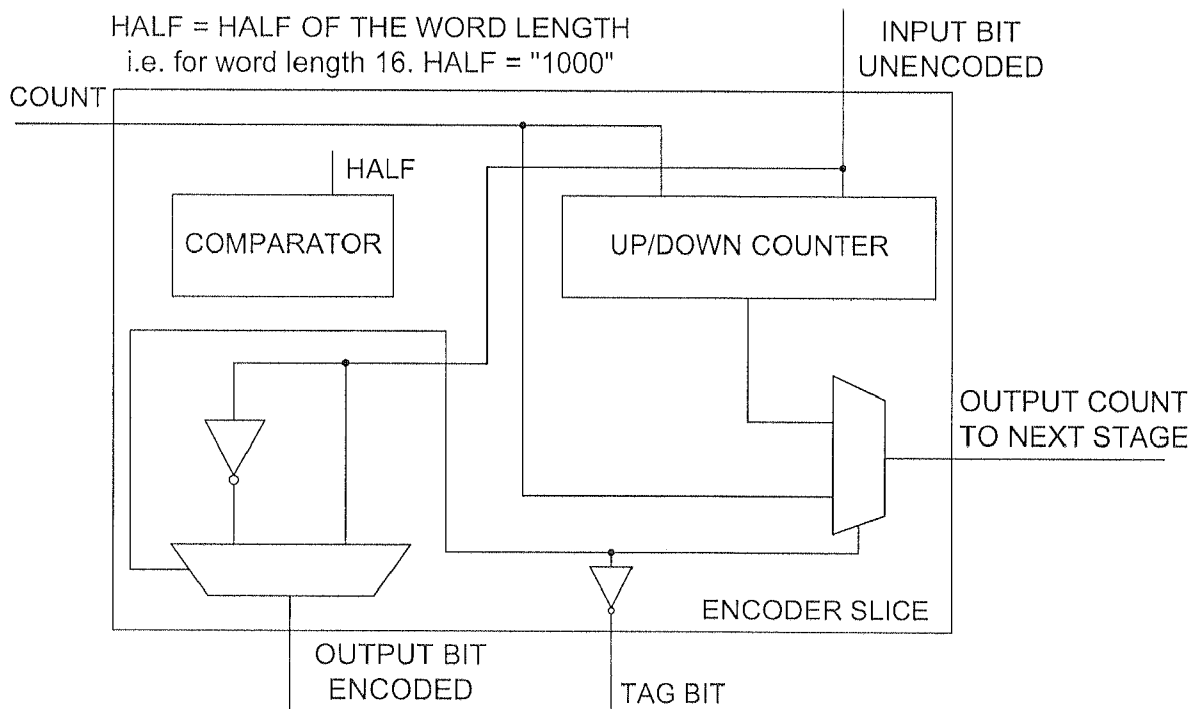 HALF = HALF OF THE WORD LENGTH
i.e. for word length 16. HALF = "1000"
INPUT BIT
UNENCODED
COUNT
HALF
COMPARATOR
UP/DOWN COUNTER
OUTPUT COUNT
TO NEXT STAGE
ENCODER SLICE
OUTPUT BIT
ENCODED
TAG BIT